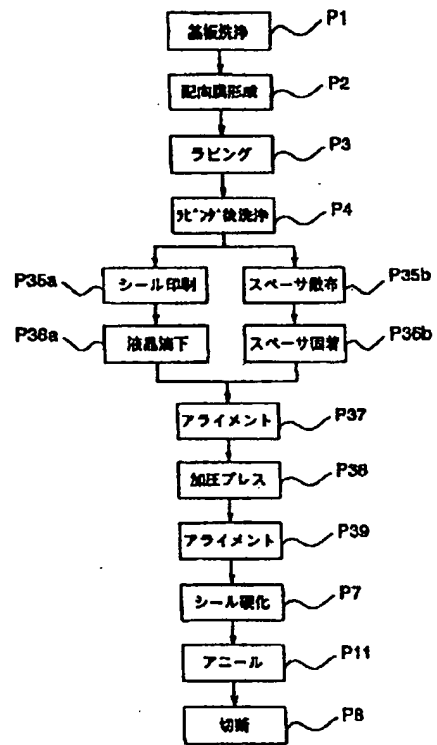 基板洗浄 P1
配向膜形成 P2
ラビング P3
ラビング後洗浄 P4
P35a シール印刷 スペーサ散布 P35b
P36a 液晶滴下 スペーサ固着 P36b
アライメント P37
加圧プレス P38
アライメント P39
シール硬化 P7
アニール P11
切断 P8